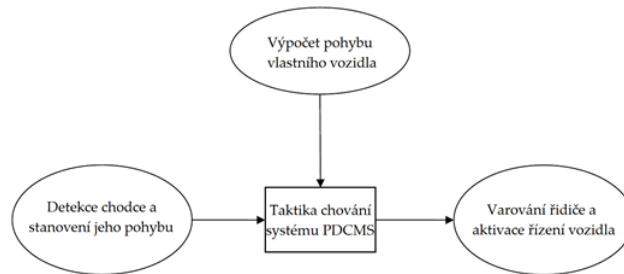 Výpočet pohybu
vlastního vozidla
Detekce chodce a
stanovení jeho pohybu
Taktika chování
systému PDCMS
Varování řidiče a
aktivace řízení vozidla